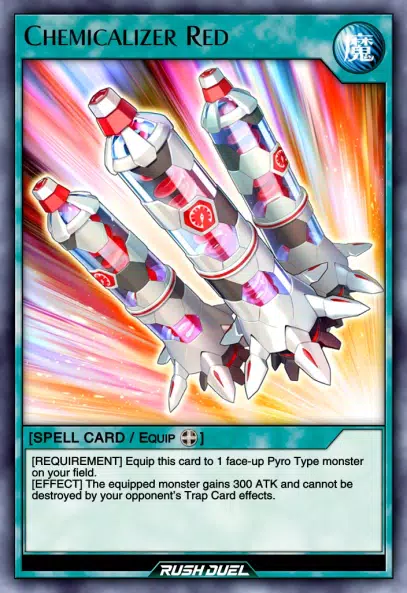 Chemicalizer Red
魔
[SPELL CARD / Equip]
[REQUIREMENT] Equip this card to 1 face-up Pyro Type monster
on your field.
[EFFECT] The equipped monster gains 300 ATK and cannot be
destroyed by your opponent's Trap Card effects.
RUSH DUEL